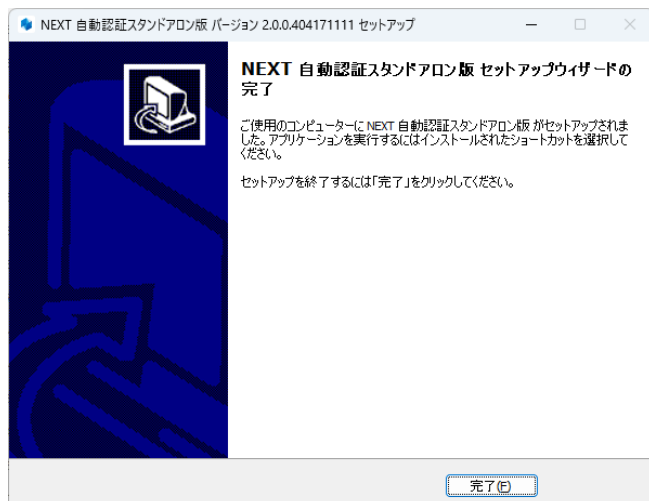 NEXT 自動認証スタンドアロン版 バージョン 2.0.0.404171111 セットアップ
NEXT 自動認証スタンドアロン版 セットアップウィザードの
完了
ご使用のコンピューターに NEXT 自動認証スタンドアロン版 がセットアップされま
した。アプリケーションを実行するにはインストールされたショートカットを選択して
ください。
セットアップを終了するには「完了」をクリックしてください。
完了(F)